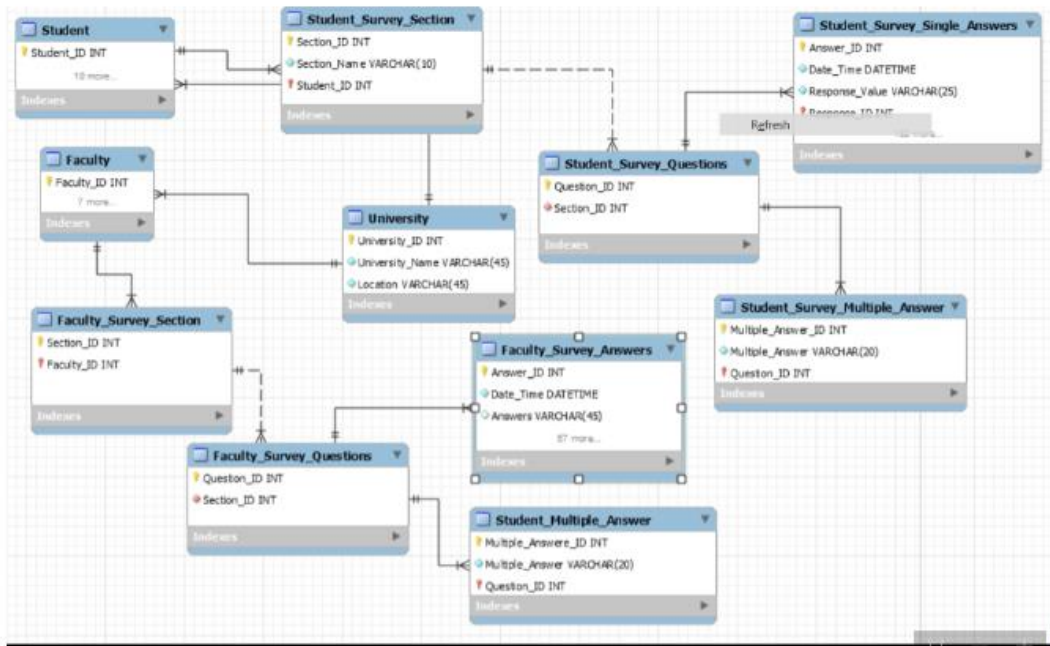 Student
Student_ID INT
10 more...
Indexes
Student_Survey_Section
Section_ID INT
Section_Name VARCHAR(10)
Student_ID INT
Indexes
Student_Survey_Single_Answers
Answer_ID INT
Date_Time DATETIME
Response_Value VARCHAR(25)
Response_ID INT
Refresh
Indexes
Faculty
Faculty_ID INT
7 more...
Indexes
Student_Survey_Questions
Question_ID INT
Section_ID INT
Indexes
University
University_ID INT
University_Name VARCHAR(45)
Location VARCHAR(45)
Indexes
Faculty_Survey_Section
Section_ID INT
Faculty_ID INT
Indexes
Student_Survey_Multiple_Answer
Multiple_Answer_ID INT
Multiple_Answer VARCHAR(20)
Question_ID INT
Indexes
Faculty_Survey_Answers
Answer_ID INT
Date_Time DATETIME
Answers VARCHAR(45)
87 more...
Indexes
Faculty_Survey_Questions
Question_ID INT
Section_ID INT
Indexes
Student_Multiple_Answer
Multiple_Answere_ID INT
Multiple_Answer VARCHAR(20)
Question_ID INT
Indexes